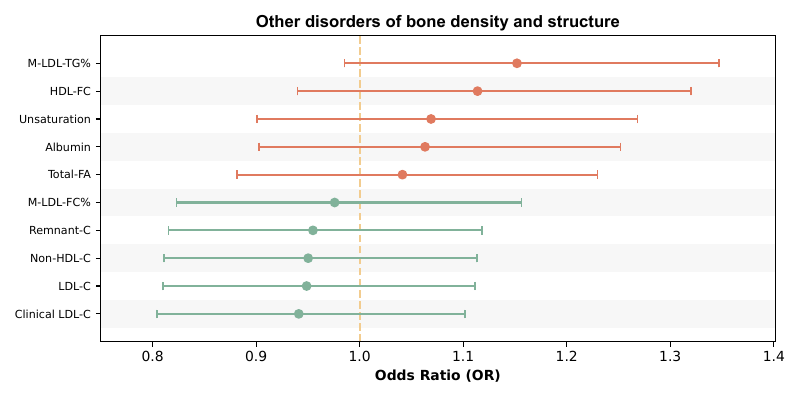 Other disorders of bone density and structure
M-LDL-TG%
HDL-FC
Unsaturation
Albumin
Total-FA
M-LDL-FC%
Remnant-C
Non-HDL-C
LDL-C
Clinical LDL-C
0.8 0.9 1.0 1.1 1.2 1.3 1.4
Odds Ratio (OR)